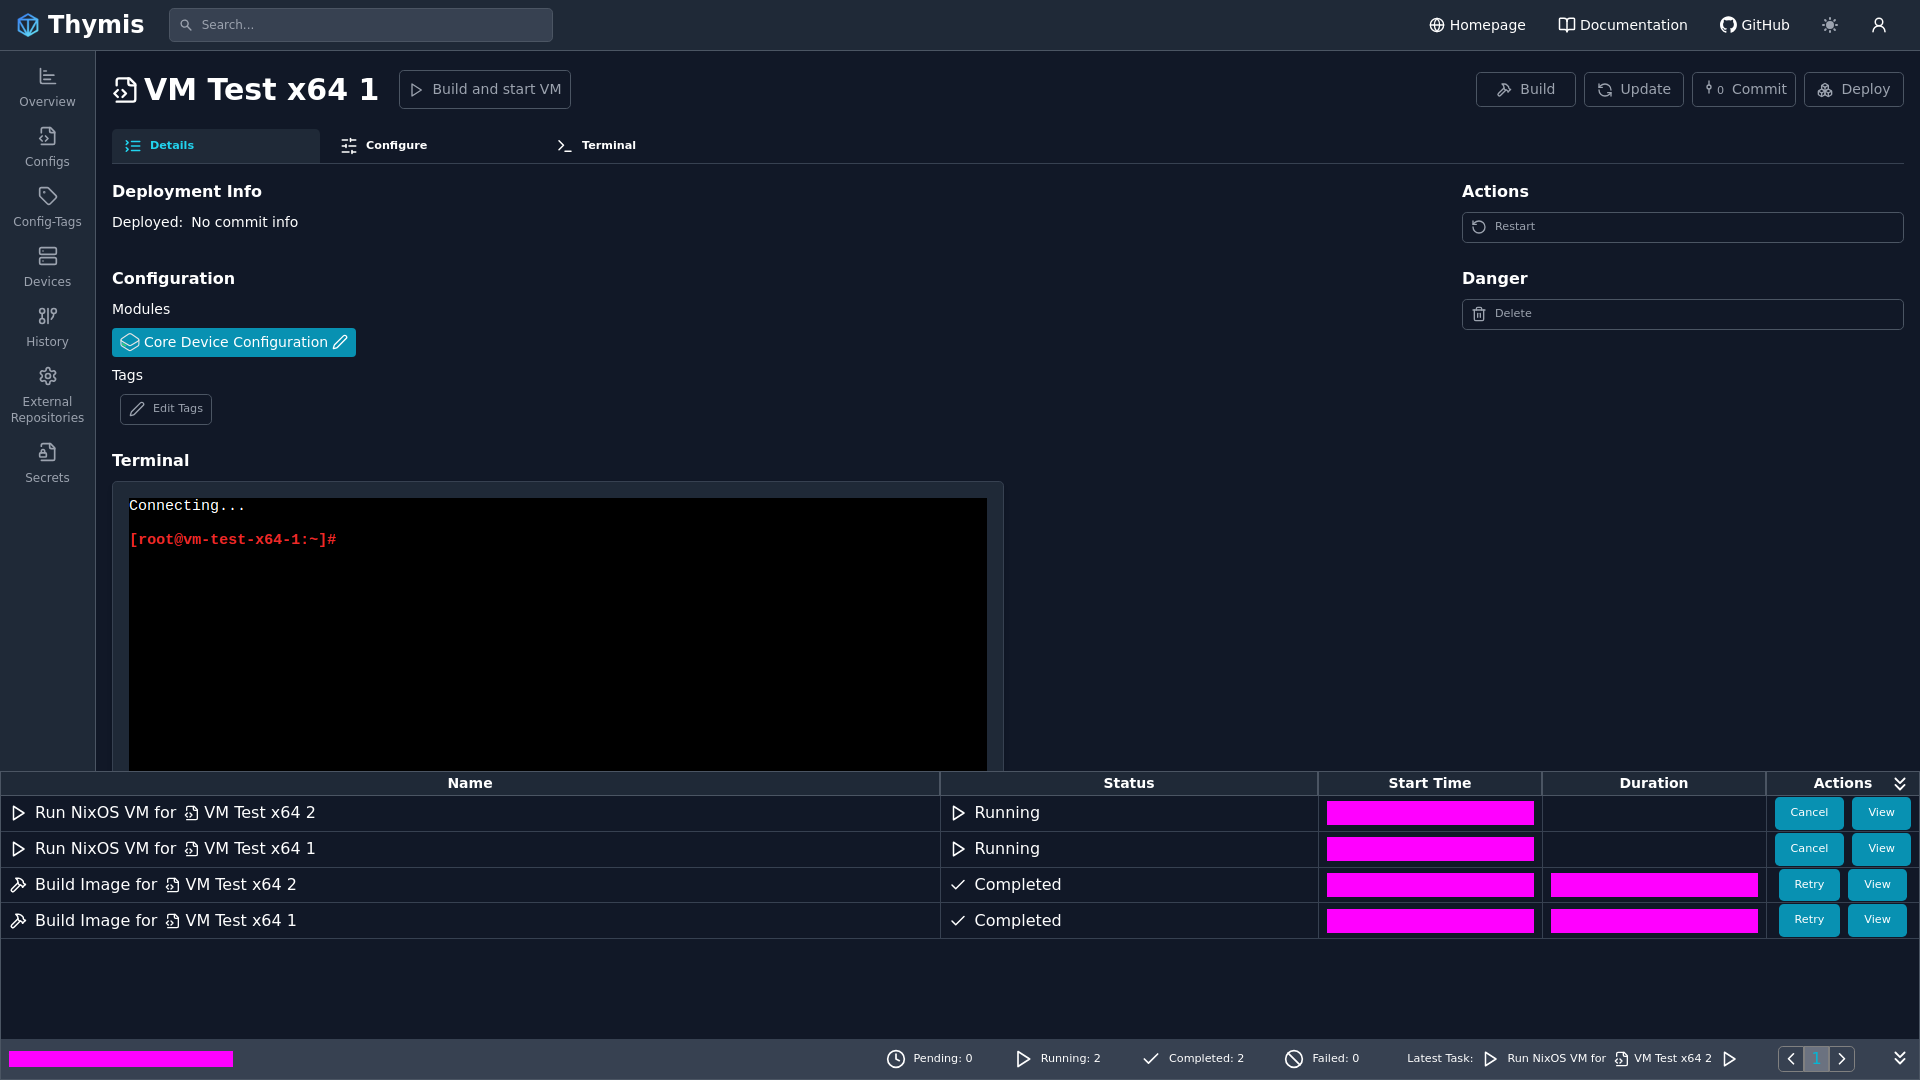 Thymis
Search...
Homepage
Documentation
GitHub
Overview
Configs
Config-Tags
Devices
History
External
Repositories
Secrets
VM Test x64 1
Build and start VM
Build
Update
0 Commit
Deploy
Details
Configure
Terminal
Deployment Info
Deployed: No commit info
Configuration
Modules
Core Device Configuration
Tags
Edit Tags
Actions
Restart
Danger
Delete
Terminal
Connecting...
[root@vm-test-x64-1:~]#
Name Status Start Time Duration Actions
Run NixOS VM for VM Test x64 2 Running Cancel View
Run NixOS VM for VM Test x64 1 Running Cancel View
Build Image for VM Test x64 2 Completed Retry View
Build Image for VM Test x64 1 Completed Retry View
Pending: 0 Running: 2 Completed: 2 Failed: 0 Latest Task: Run NixOS VM for VM Test x64 2 1